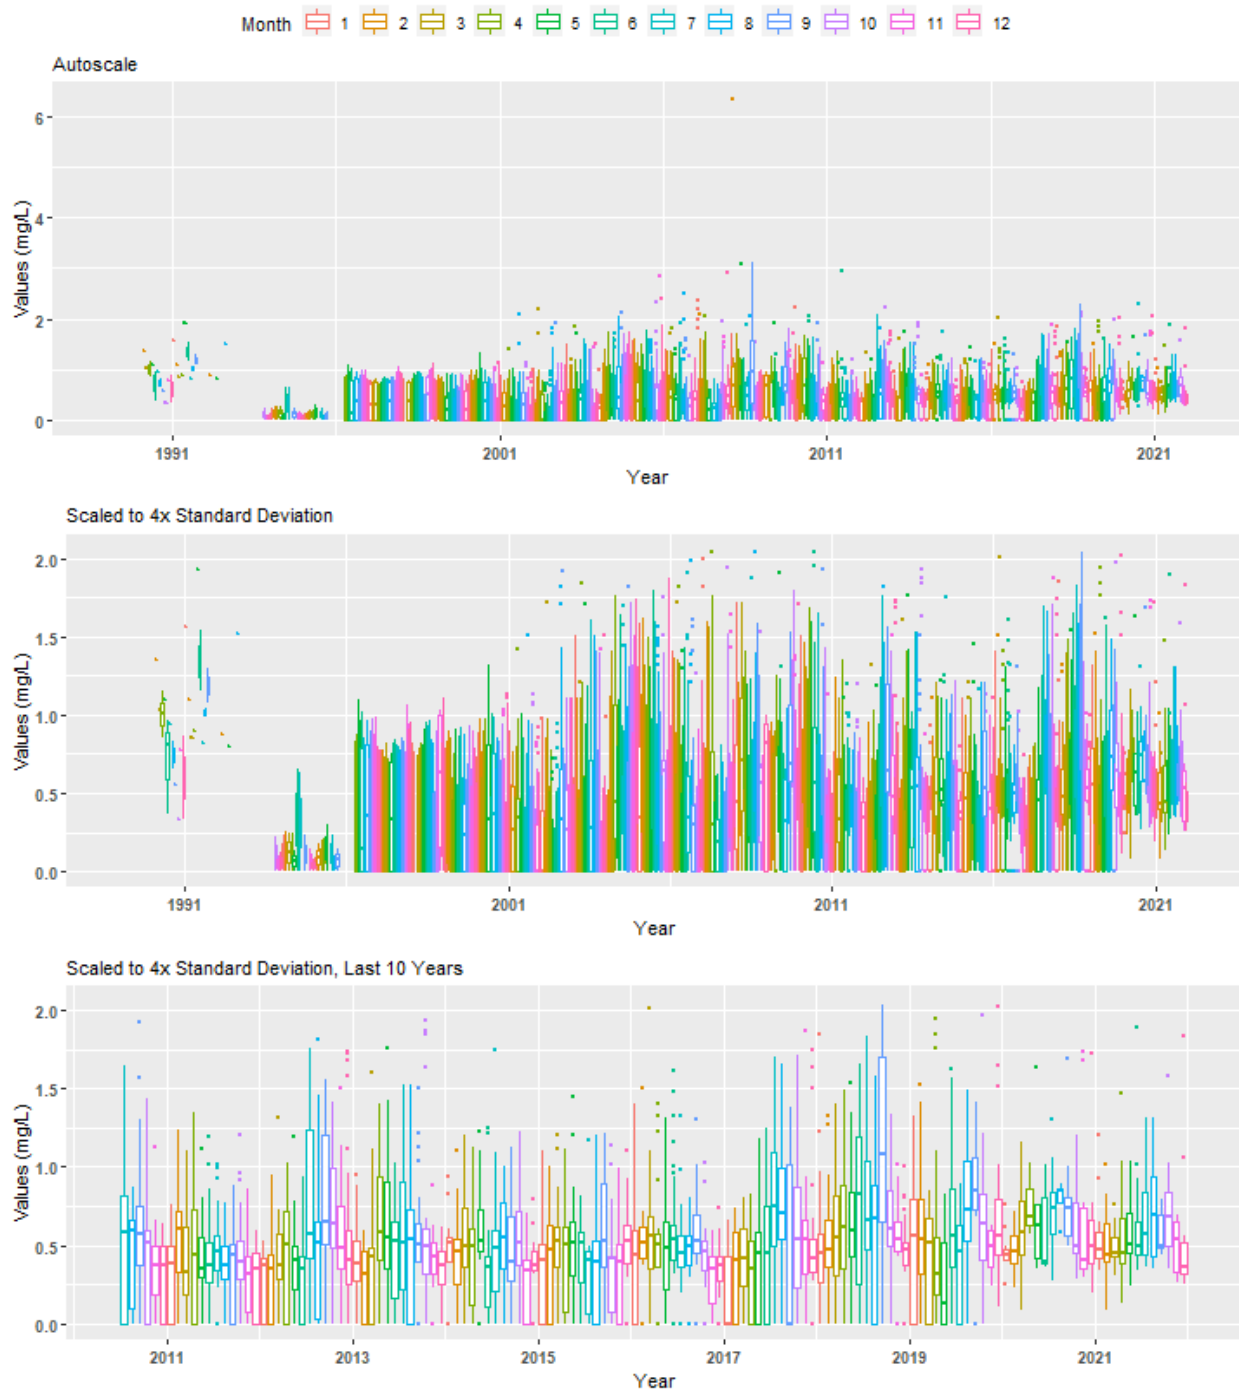 Month 1 2 3 4 5 6 7 8 9 10 11 12
Autoscale
6
4
2
0
Values (mg/L)
1991 2001 2011 2021
Year
Scaled to 4x Standard Deviation
2.0
1.5
1.0
0.5
0.0
Values (mg/L)
1991 2001 2011 2021
Year
Scaled to 4x Standard Deviation, Last 10 Years
2.0
1.5
1.0
0.5
0.0
Values (mg/L)
2011 2013 2015 2017 2019 2021
Year